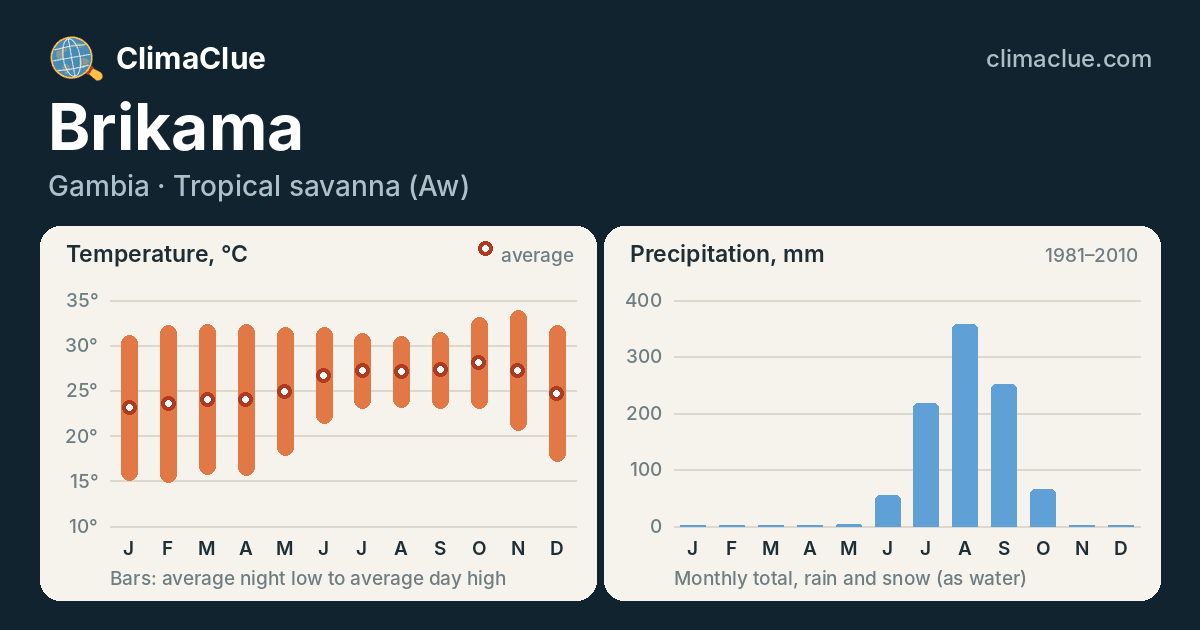 ClimaClue
climaclue.com
Brikama
Gambia · Tropical savanna (Aw)
Temperature, °C
average
35°
30°
25°
20°
15°
10°
J F M A M J J A S O N D
Bars: average night low to average day high
Precipitation, mm
1981–2010
400
300
200
100
0
J F M A M J J A S O N D
Monthly total, rain and snow (as water)